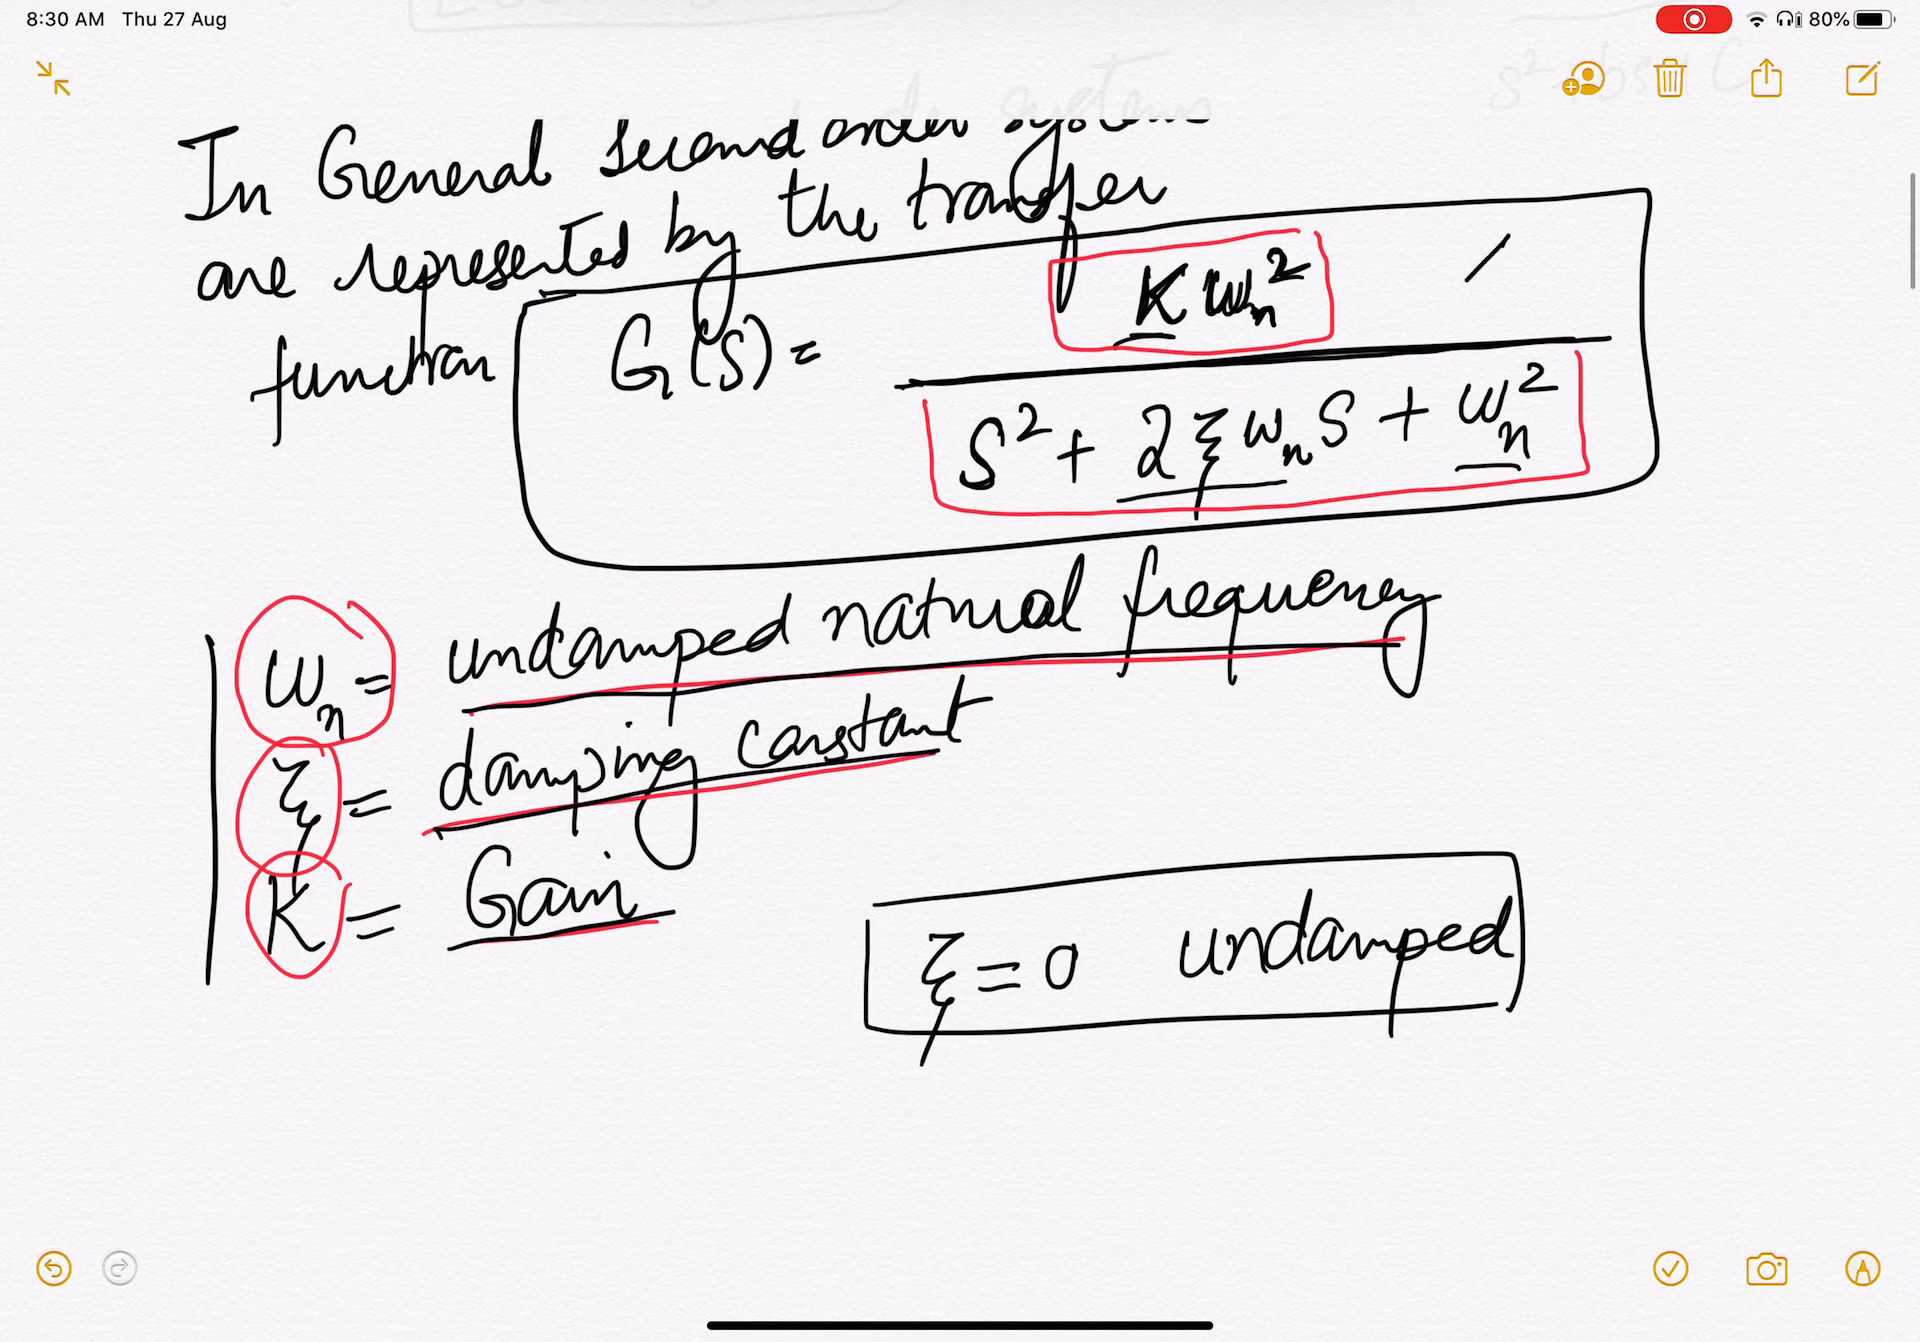 8:30 AM Thu 27 Aug 80%
In General Second order systems
are represented by the transfer
function G(S) = K ωn² / S² + 2ξωnS + ωn²
ωn = undamped natural frequency
ξ = damping constant
K = Gain
ξ = 0 undamped